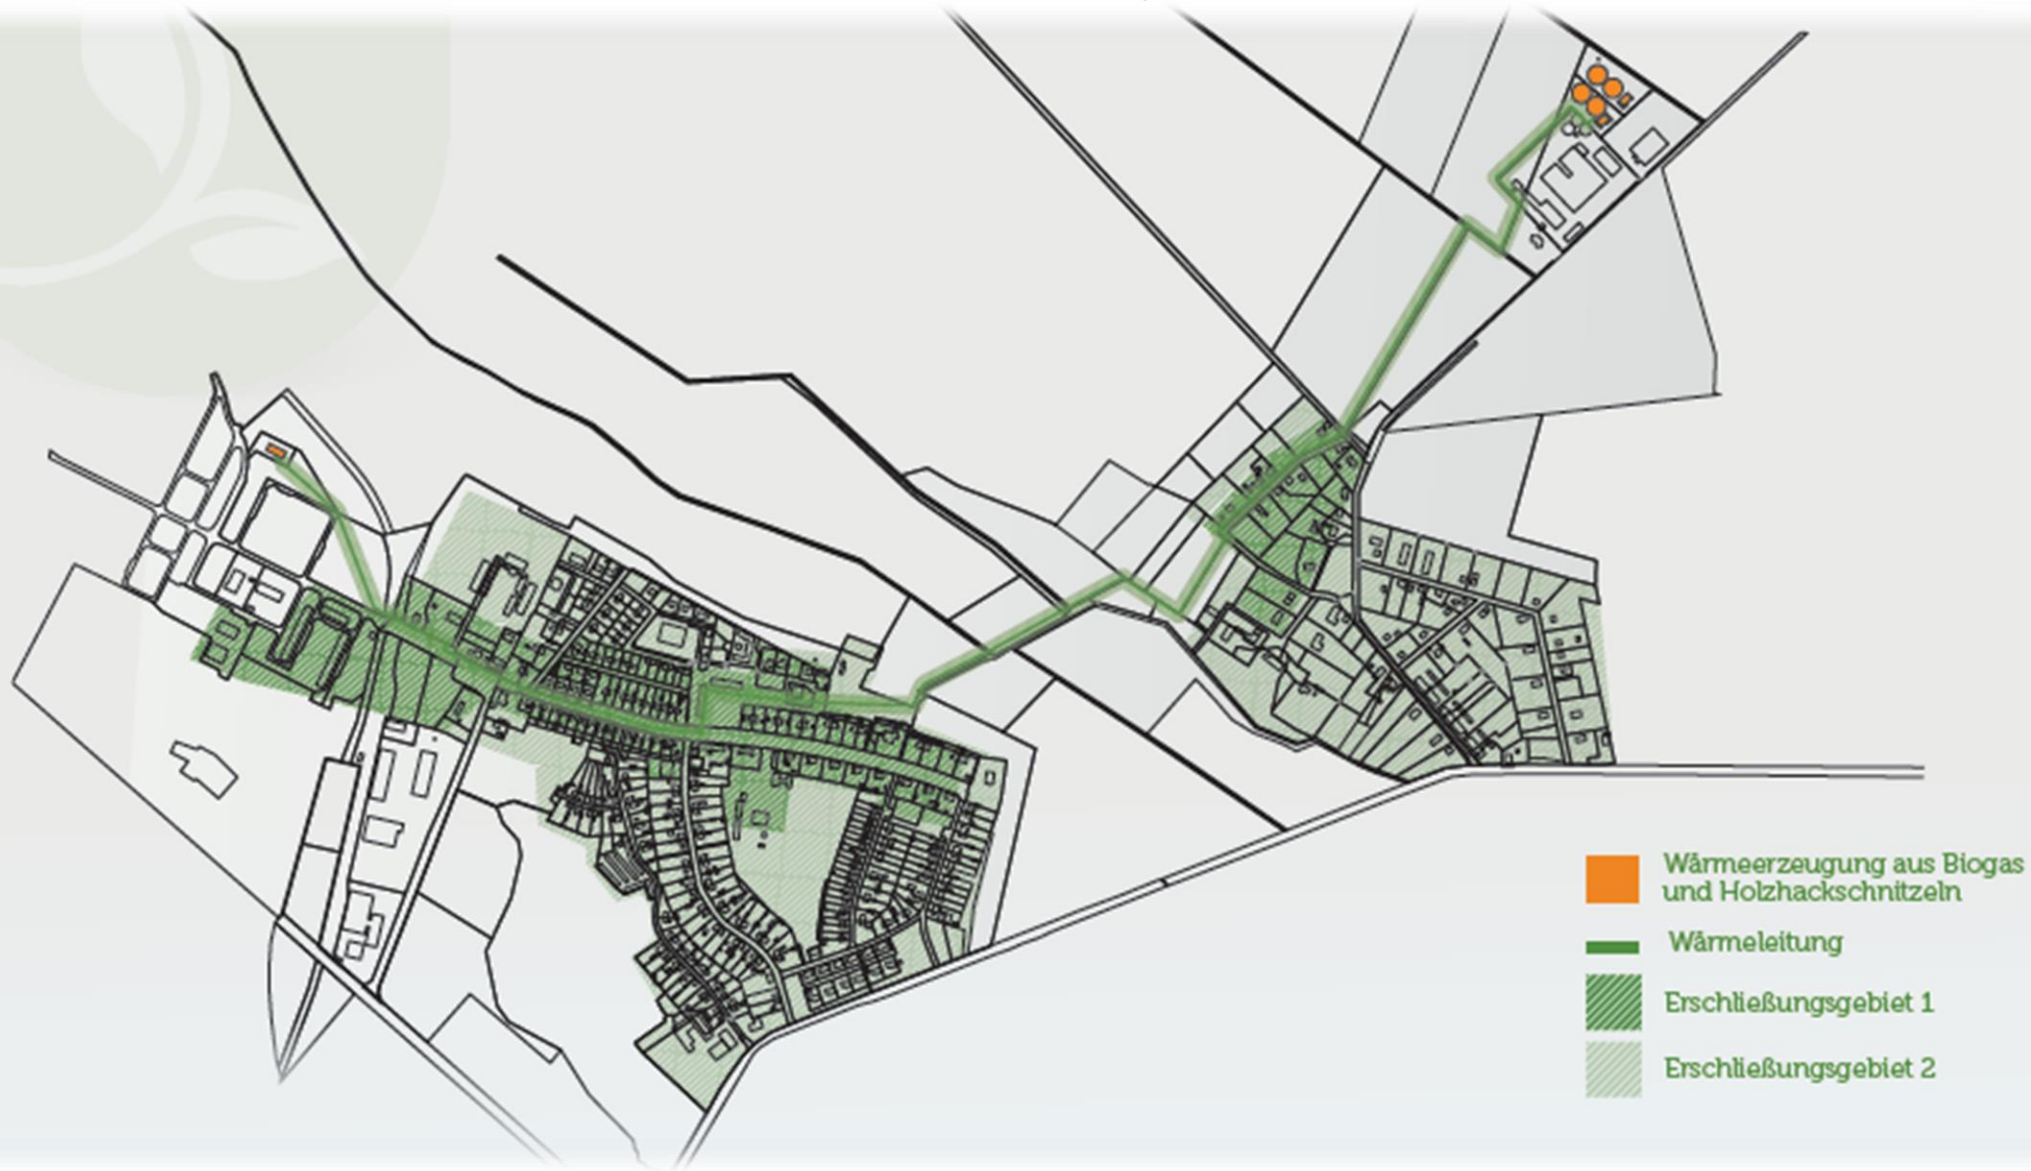 Wärmeerzeugung aus Biogas
und Holzhackschnitzeln
Wärmeleitung
Erschließungsgebiet 1
Erschließungsgebiet 2